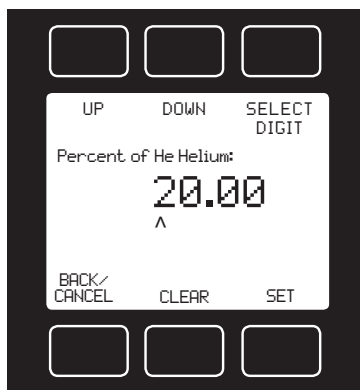 UP DOWN SELECT
DIGIT
Percent of He Helium:
20.00
^
BACK/
CANCEL CLEAR SET